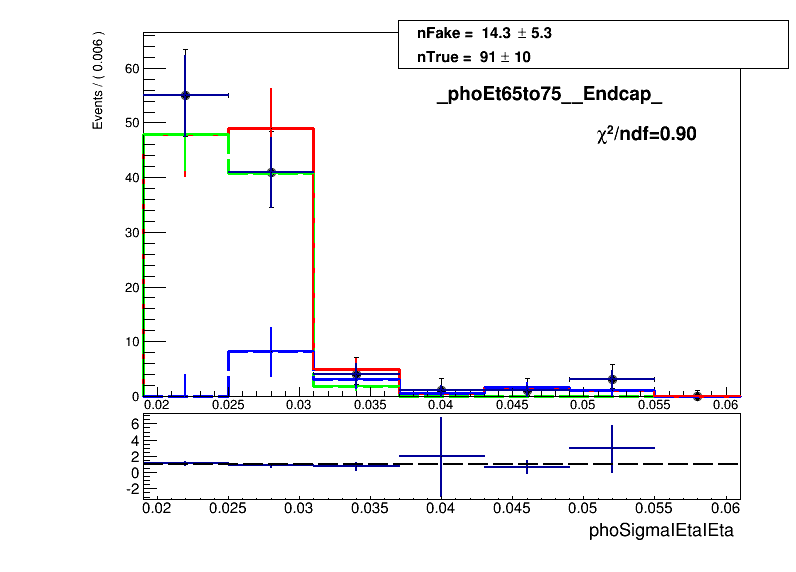 nFake = 14.3 ± 5.3
nTrue = 91 ± 10
_phoEt65to75__Endcap_
χ²/ndf=0.90
Events / ( 0.006 )
60
50
40
30
20
10
0
0.02 0.025 0.03 0.035 0.04 0.045 0.05 0.055 0.06
6
4
2
0
-2
0.02 0.025 0.03 0.035 0.04 0.045 0.05 0.055 0.06
phoSigmaIEtaIEta